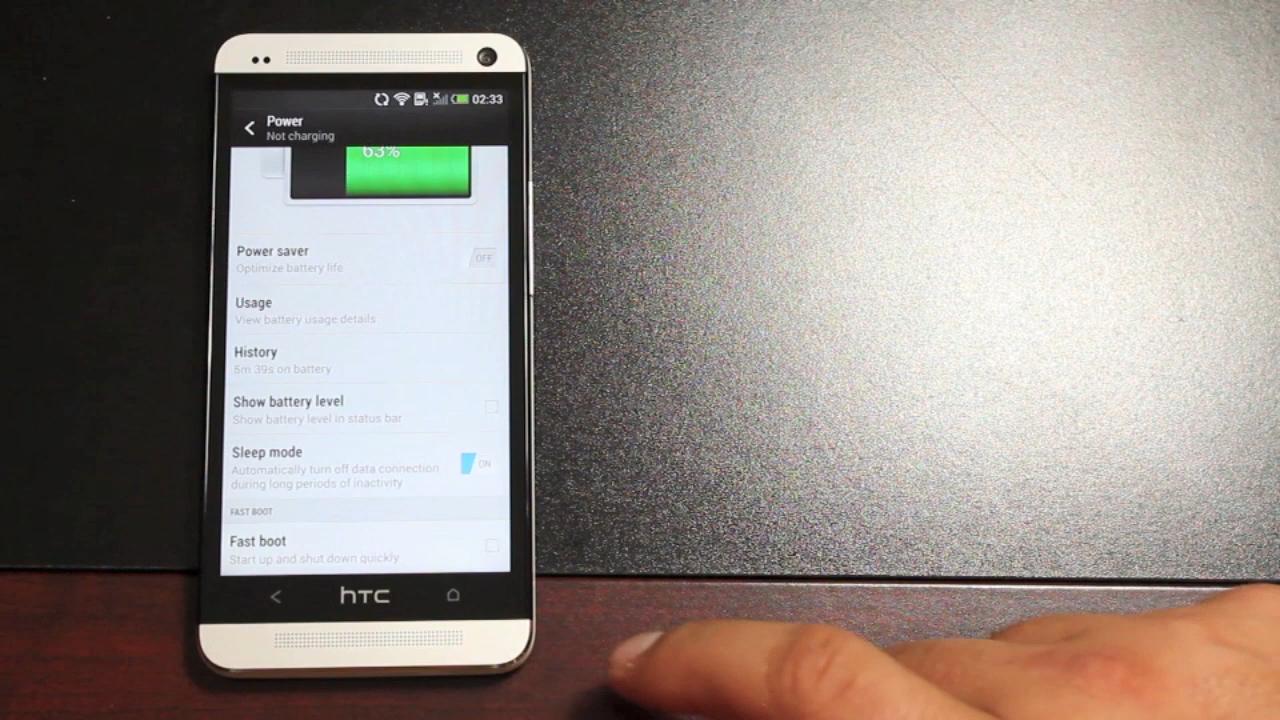 02:33
Power
Not charging
63%
Power saver
Optimize battery life
OFF
Usage
View battery usage details
History
5m 39s on battery
Show battery level
Show battery level in status bar
Sleep mode
Automatically turn off data connection
during long periods of inactivity
ON
FAST BOOT
Fast boot
Start up and shut down quickly
hTC